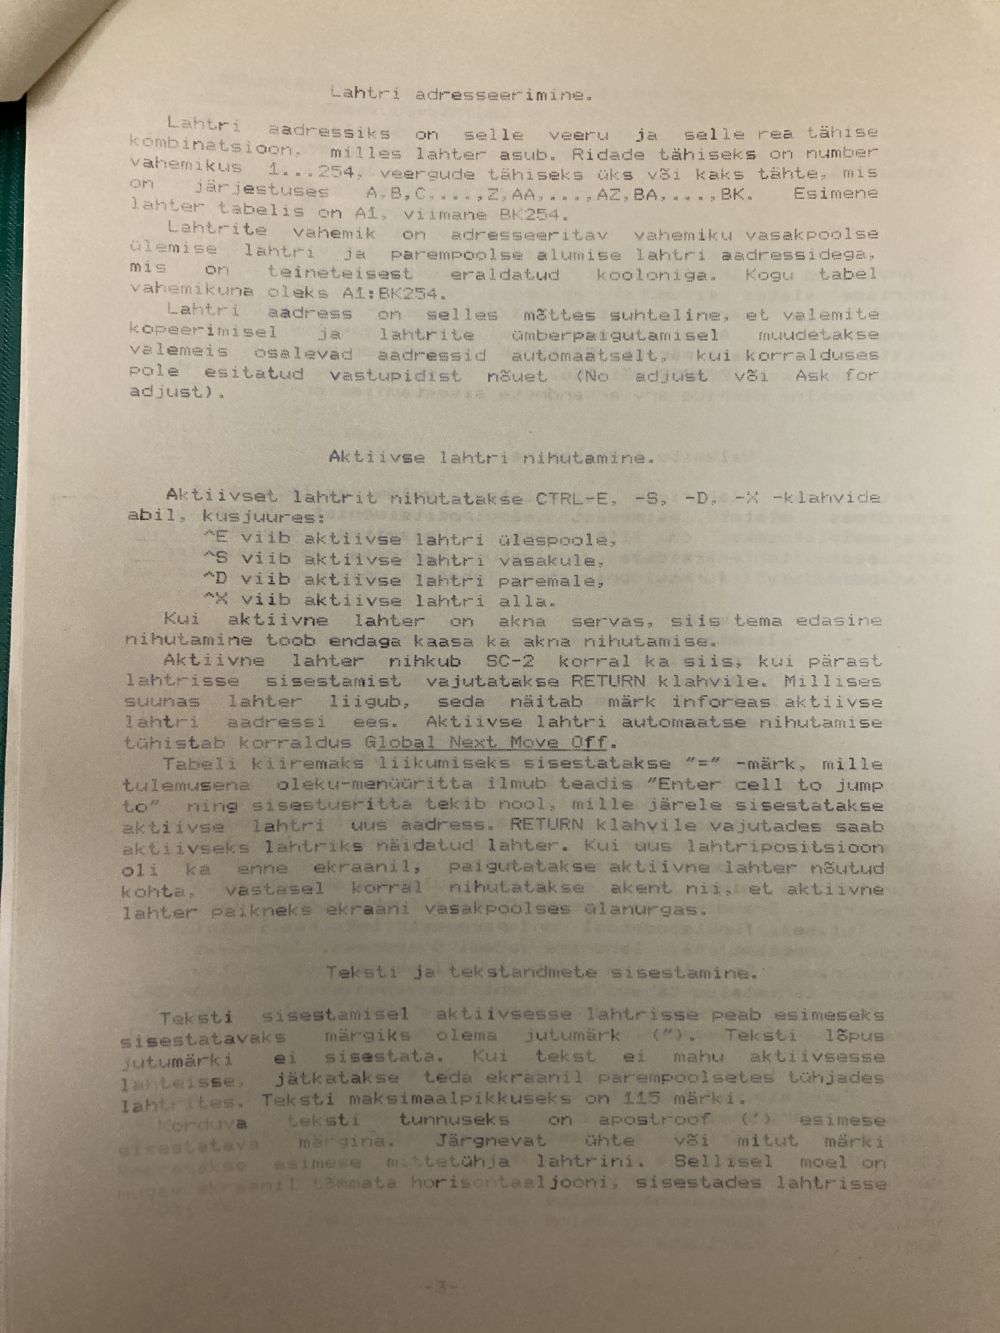 Lahtri adresseerimine.
Lahtri aadressiks on selle veeru ja selle rea tähise
kombinatsioon, milles lahter asub. Ridade tähiseks on number
vahemikus 1...254, veergude tähiseks üks või kaks tähte, mis
on järjestuses A,B,C,...,Z,AA,...,AZ,BA,...,BK. Esimene
lahter tabelis on A1, viimane BK254.
Lahtrite vahemik on adresseeritav vahemiku vasakpoolse
ülemise lahtri ja parempoolse alumise lahtri aadressidega,
mis on teineteisest eraldatud kooloniga. Kogu tabel
vahemikuna oleks A1:BK254.
Lahtri aadress on selles mõttes suhteline, et valemite
kopeerimisel ja lahtrite ümberpaigutamisel muudetakse
valemeis osalevad aadressid automaatselt, kui korralduses
pole esitatud vastupidist nõuet (No adjust või Ask for
adjust).
Aktiivse lahtri nihutamine.
Aktiivset lahtrit nihutatakse CTRL-E, -S, -D, -X -klahvide
abil, kusjuures:
^E viib aktiivse lahtri ülespoole,
^S viib aktiivse lahtri vasakule,
^D viib aktiivse lahtri paremale,
^X viib aktiivse lahtri alla.
Kui aktiivne lahter on akna servas, siis tema edasine
nihutamine toob endaga kaasa ka akna nihutamise.
Aktiivne lahter nihkub SC-2 korral ka siis, kui pärast
lahtrisse sisestamist vajutatakse RETURN klahvile. Millises
suunas lahter liigub, seda näitab märk inforeas aktiivse
lahtri aadressi ees. Aktiivse lahtri automaatse nihutamise
tühistab korraldus Global Next Move Off.
Tabeli kiiremaks liikumiseks sisestatakse "=" -märk, mille
tulemusena oleku-menüüritta ilmub teadis "Enter cell to jump
to" ning sisestusritta tekib nool, mille järele sisestatakse
aktiivse lahtri uus aadress. RETURN klahvile vajutades saab
aktiivseks lahtriks näidatud lahter. Kui uus lahtripositsioon
oli ka enne ekraanil, paigutatakse aktiivne lahter nõutud
kohta, vastasel korral nihutatakse akent nii, et aktiivne
lahter paikneks ekraani vasakpoolses ülanurgas.
Teksti ja tekstandmete sisestamine.
Teksti sisestamisel aktiivsesse lahtrisse peab esimeseks
sisestatavaks märgiks olema jutumärk ("). Teksti lõpus
jutumärki ei sisestata. Kui tekst ei mahu aktiivsesse
lahteisse, jätkatakse teda ekraanil parempoolsetes tühjades
lahtrites. Teksti maksimaalpikkuseks on 115 märki.
Korduva teksti tunnuseks on apostroof (') esimese
sisestatava märgina. Järgnevat ühte või mitut märki
esimese mittetühja lahtrini. Sellisel moel on
ekraanil tõmmata horisontaaljooni, sisestades lahtrisse
-3-